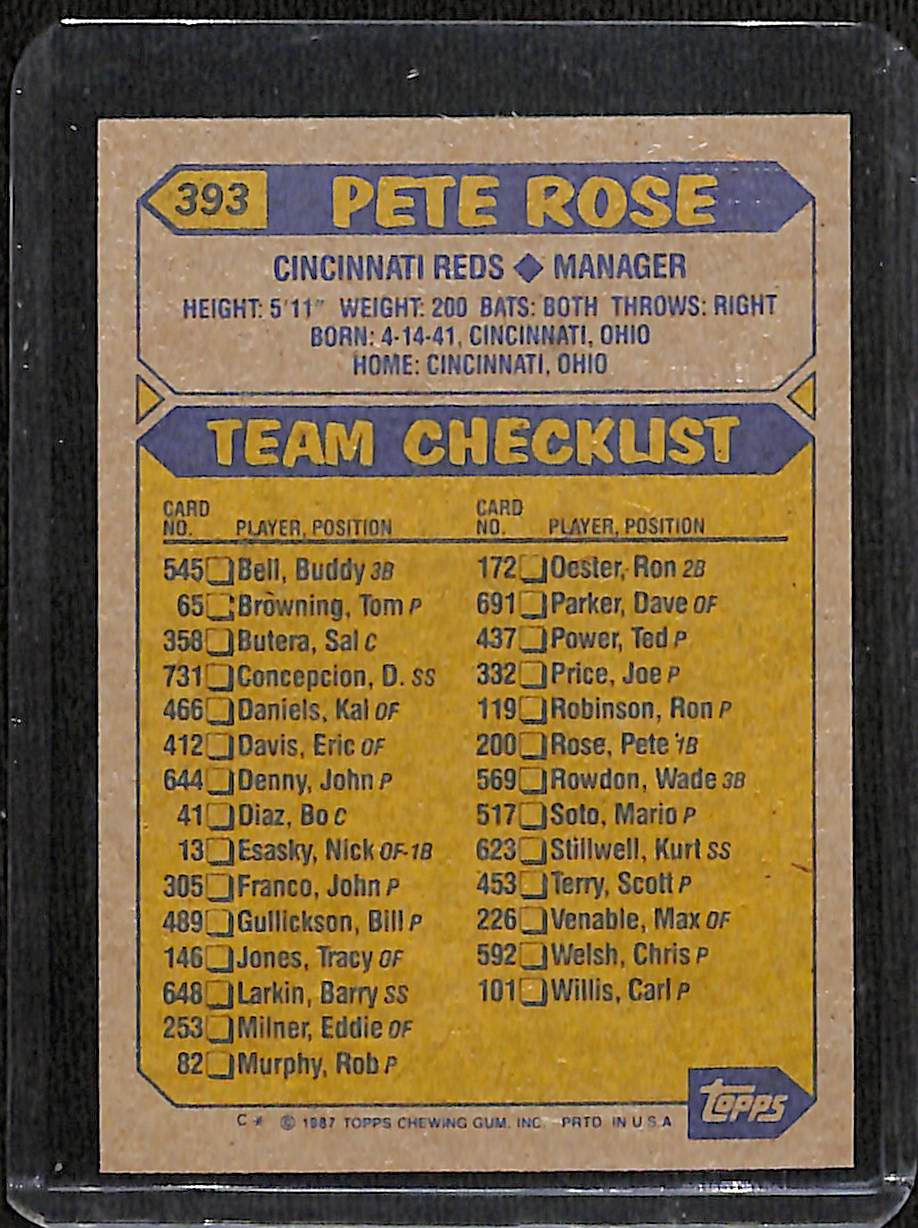 393 PETE ROSE
CINCINNATI REDS ◆ MANAGER
HEIGHT: 5'11" WEIGHT: 200 BATS: BOTH THROWS: RIGHT
BORN: 4-14-41, CINCINNATI, OHIO
HOME: CINCINNATI, OHIO
TEAM CHECKLIST
CARD
NO. PLAYER, POSITION
545 Bell, Buddy 3B
65 Browning, Tom P
358 Butera, Sal C
731 Concepcion, D. SS
466 Daniels, Kal OF
412 Davis, Eric OF
644 Denny, John P
41 Diaz, Bo C
13 Esasky, Nick OF-1B
305 Franco, John P
489 Gullickson, Bill P
146 Jones, Tracy OF
648 Larkin, Barry SS
253 Milner, Eddie OF
82 Murphy, Rob P
CARD
NO. PLAYER, POSITION
172 Oester, Ron 2B
691 Parker, Dave OF
437 Power, Ted P
332 Price, Joe P
119 Robinson, Ron P
200 Rose, Pete 1B
569 Rowdon, Wade 3B
517 Soto, Mario P
623 Stillwell, Kurt SS
453 Terry, Scott P
226 Venable, Max OF
592 Welsh, Chris P
101 Willis, Carl P
C* © 1987 TOPPS CHEWING GUM, INC. PRTD IN U.S.A
TOPPS